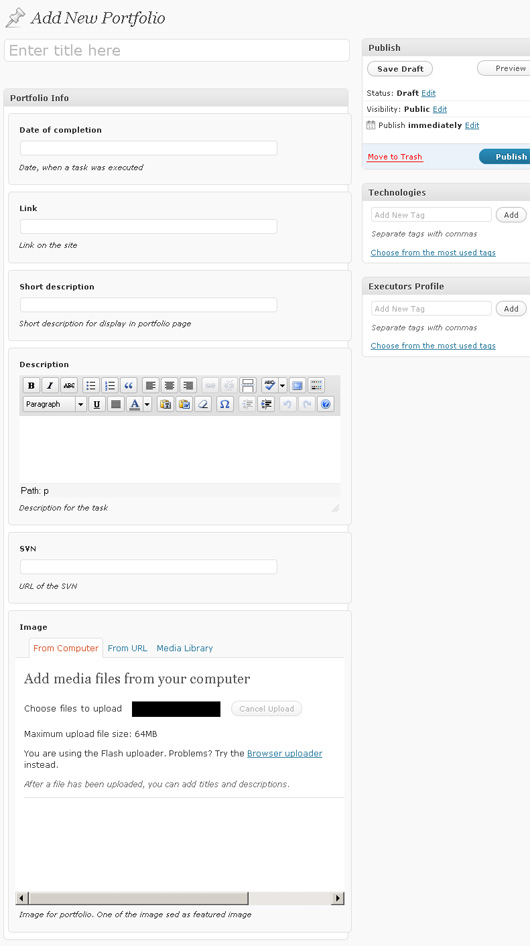 Add New Portfolio
Enter title here
Portfolio Info
Date of completion
Date, when a task was executed
Link
Link on the site
Short description
Short description for display in portfolio page
Description
B I ABC
Paragraph U A
Path: p
Description for the task
SVN
URL of the SVN
Image
From Computer From URL Media Library
Add media files from your computer
Choose files to upload Cancel Upload
Maximum upload file size: 64MB
You are using the Flash uploader. Problems? Try the Browser uploader
instead.
After a file has been uploaded, you can add titles and descriptions.
Image for portfolio. One of the image sed as featured image
Publish
Save Draft Preview
Status: Draft Edit
Visibility: Public Edit
Publish immediately Edit
Move to Trash Publish
Technologies
Add New Tag Add
Separate tags with commas
Choose from the most used tags
Executors Profile
Add New Tag Add
Separate tags with commas
Choose from the most used tags